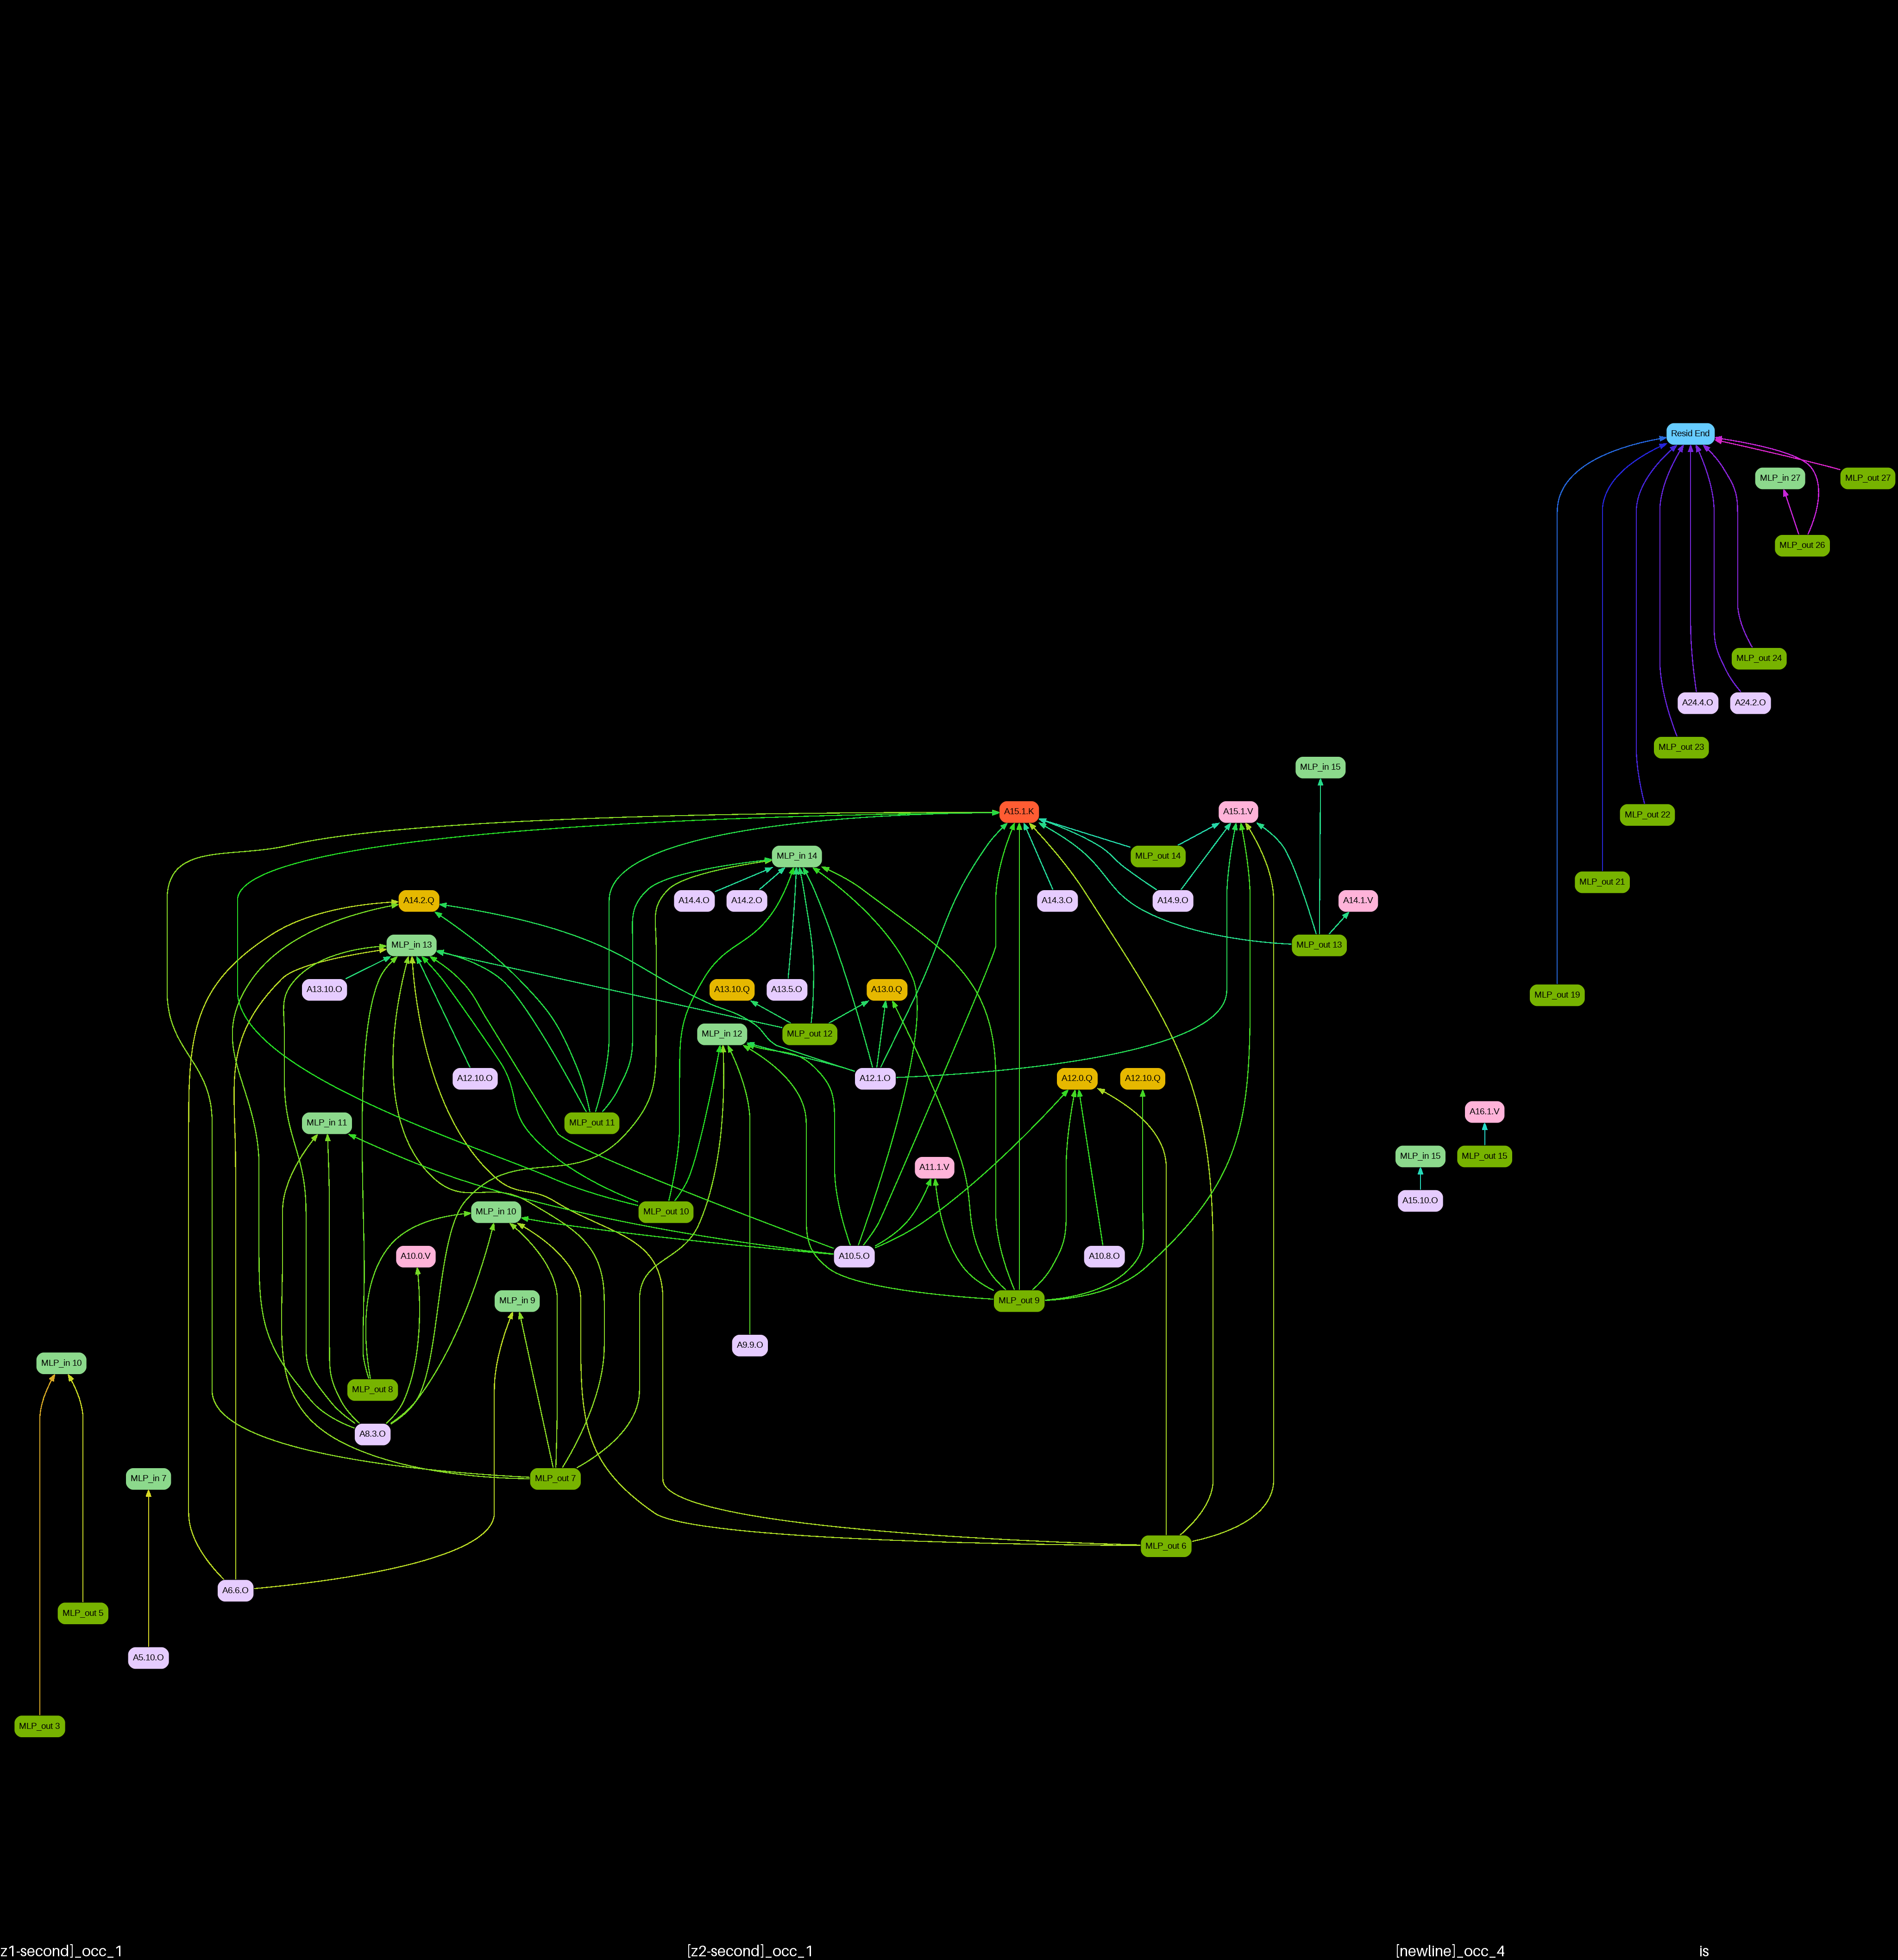 Resid End
MLP_in 27
MLP_out 27
MLP_out 26
MLP_out 24
A24.4.O
A24.2.O
MLP_out 23
MLP_in 15
A15.1.K
A15.1.V
MLP_out 22
MLP_in 14
MLP_out 14
MLP_out 21
A14.2.Q
A14.4.O
A14.2.O
A14.3.O
A14.9.O
A14.1.V
MLP_in 13
MLP_out 13
A13.10.O
A13.10.Q
A13.5.O
A13.0.Q
MLP_out 19
MLP_in 12
MLP_out 12
A12.10.O
A12.1.O
A12.0.Q
A12.10.Q
MLP_in 11
MLP_out 11
A16.1.V
A11.1.V
MLP_in 15
MLP_out 15
MLP_in 10
MLP_out 10
A15.10.O
A10.0.V
A10.5.O
A10.8.O
MLP_in 9
MLP_out 9
A9.9.O
MLP_in 10
MLP_out 8
A8.3.O
MLP_in 7
MLP_out 7
MLP_out 6
A6.6.O
MLP_out 5
A5.10.O
MLP_out 3
z1-second]_occ_1 [z2-second]_occ_1 [newline]_occ_4 is